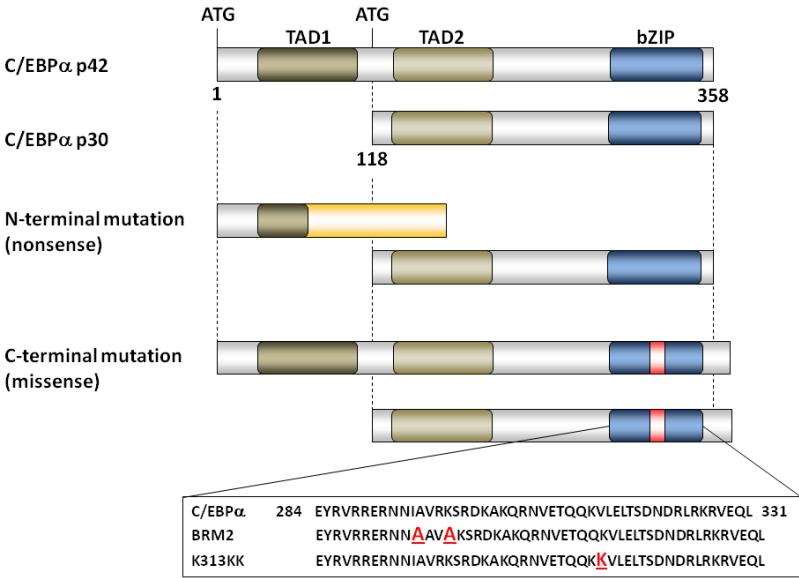 ATG ATG
TAD1 TAD2 bZIP
C/EBPα p42
1 358
C/EBPα p30
118
N-terminal mutation
(nonsense)
C-terminal mutation
(missense)
C/EBPα 284 EYRVRRERNNIAVRKSRDKAKQRNVETQQKVLELTSDNDRLRKRVEQL 331
BRM2 EYRVRRERNNAAVAKSRDKAKQRNVETQQKVLELTSDNDRLRKRVEQL
K313KK EYRVRRERNNIAVRKSRDKAKQRNVETQQKKVLELTSDNDRLRKRVEQL